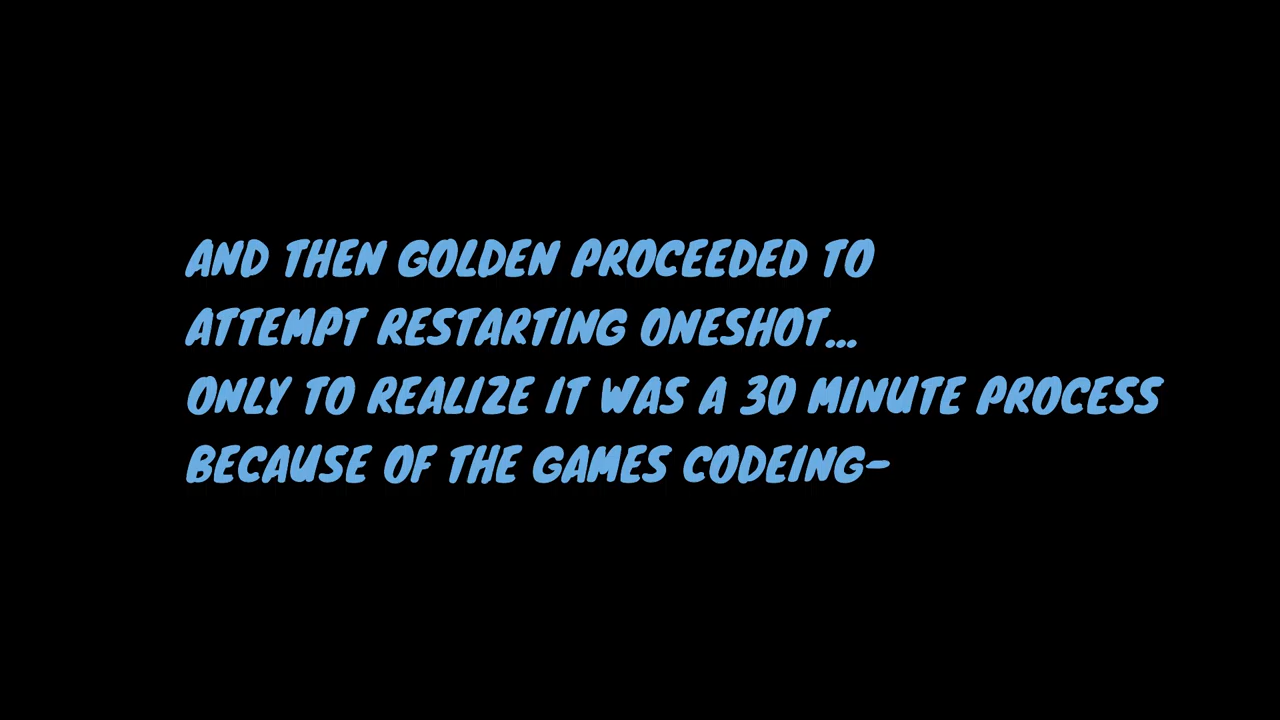 AND THEN GOLDEN PROCEEDED TO
ATTEMPT RESTARTING ONESHOT...
ONLY TO REALIZE IT WAS A 30 MINUTE PROCESS
BECAUSE OF THE GAMES CODEING-